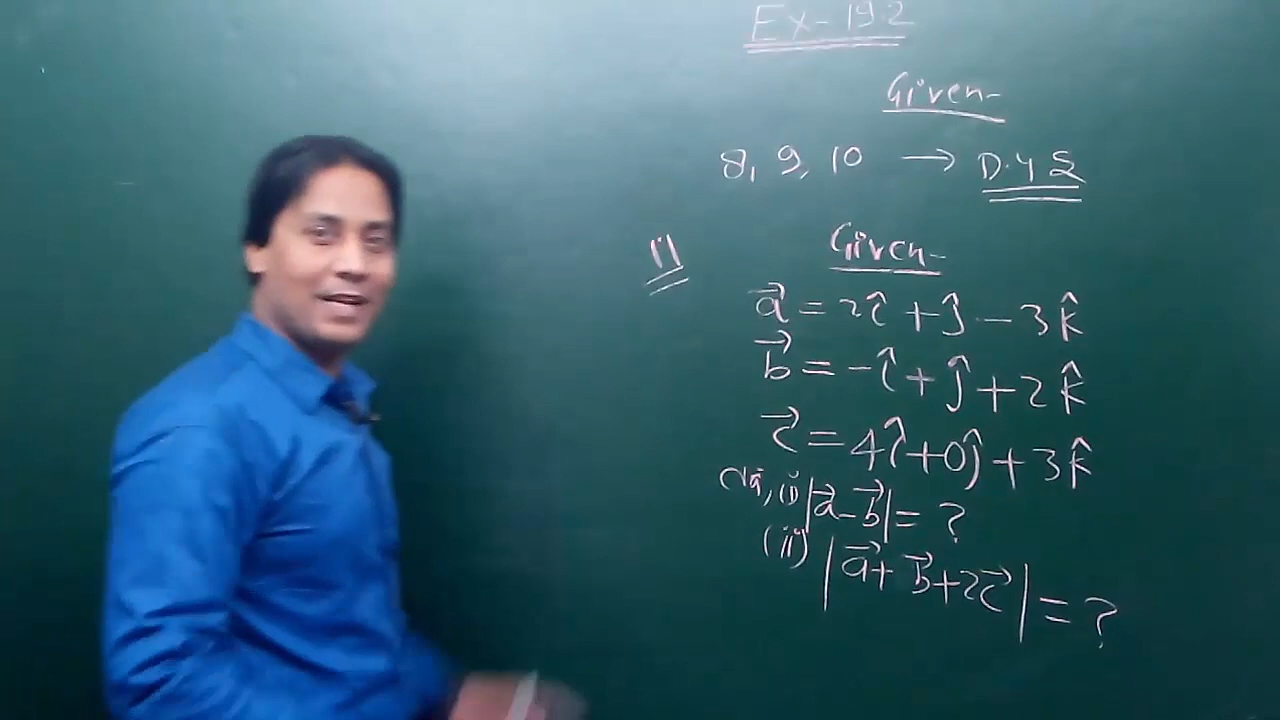 Ex-19.2
Given-
8, 9, 10 → D.Y S
11
Given-
a⃗ = 2î + ĵ - 3k̂
b⃗ = -î + ĵ + 2k̂
c⃗ = 4î + 0ĵ + 3k̂
(i) |a⃗ - b⃗| = ?
(ii) |a⃗ + b⃗ + 2c⃗| = ?